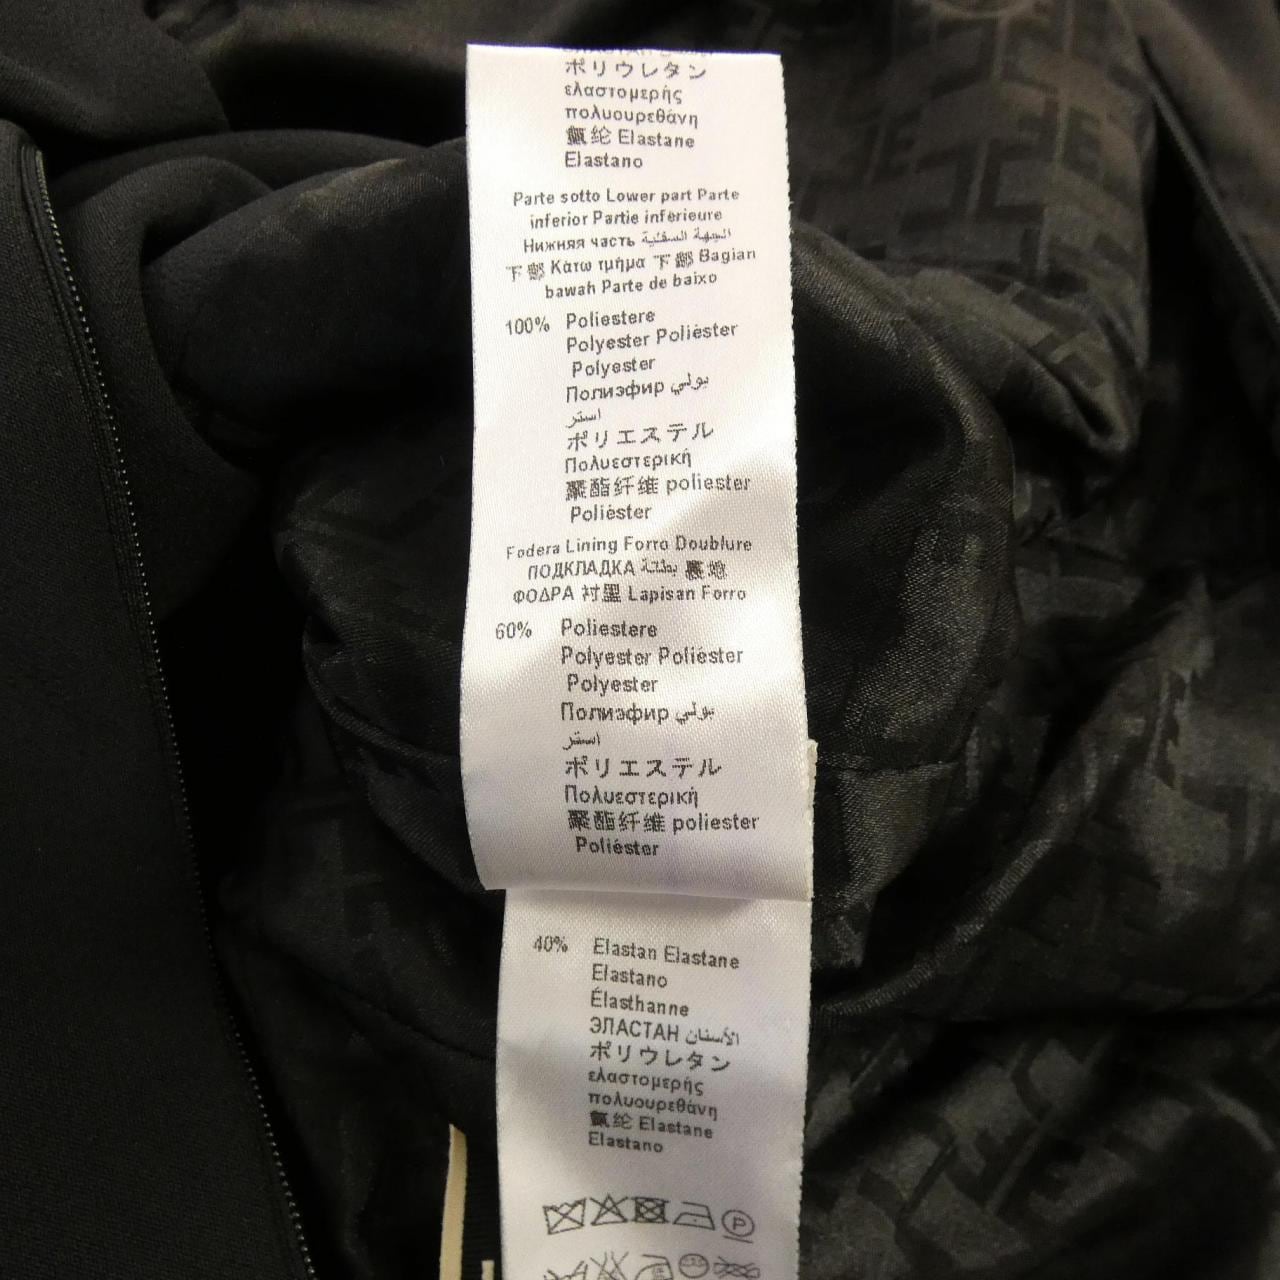 ポリウレタン
ελαστομερής
πολυουρεθάνη
氨纶 Elastane
Elastano
Parte sotto Lower part Parte
inferior Partie inférieure
Нижняя часть الجهة السفلية
下部 Κάτω τμήμα 下部 Bagian
bawah Parte de baixo
100% Poliestere
Polyester Poliéster
Polyester
Полиэфир بولي
استر
ポリエステル
Πολυεστερική
聚酯纤维 poliester
Poliéster
Fodera Lining Forro Doublure
ПОДКЛАДКА بطانة 裏地
ΦΟΔΡΑ 衬里 Lapisan Forro
60% Poliestere
Polyester Poliéster
Polyester
Полиэфир بولي
استر
ポリエステル
Πολυεστερική
聚酯纤维 poliester
Poliéster
40% Elastan Elastane
Elastano
Élasthanne
ЭЛАСТАН الأستان
ポリウレタン
ελαστομερής
πολυουρεθάνη
氨纶 Elastane
Elastano
P